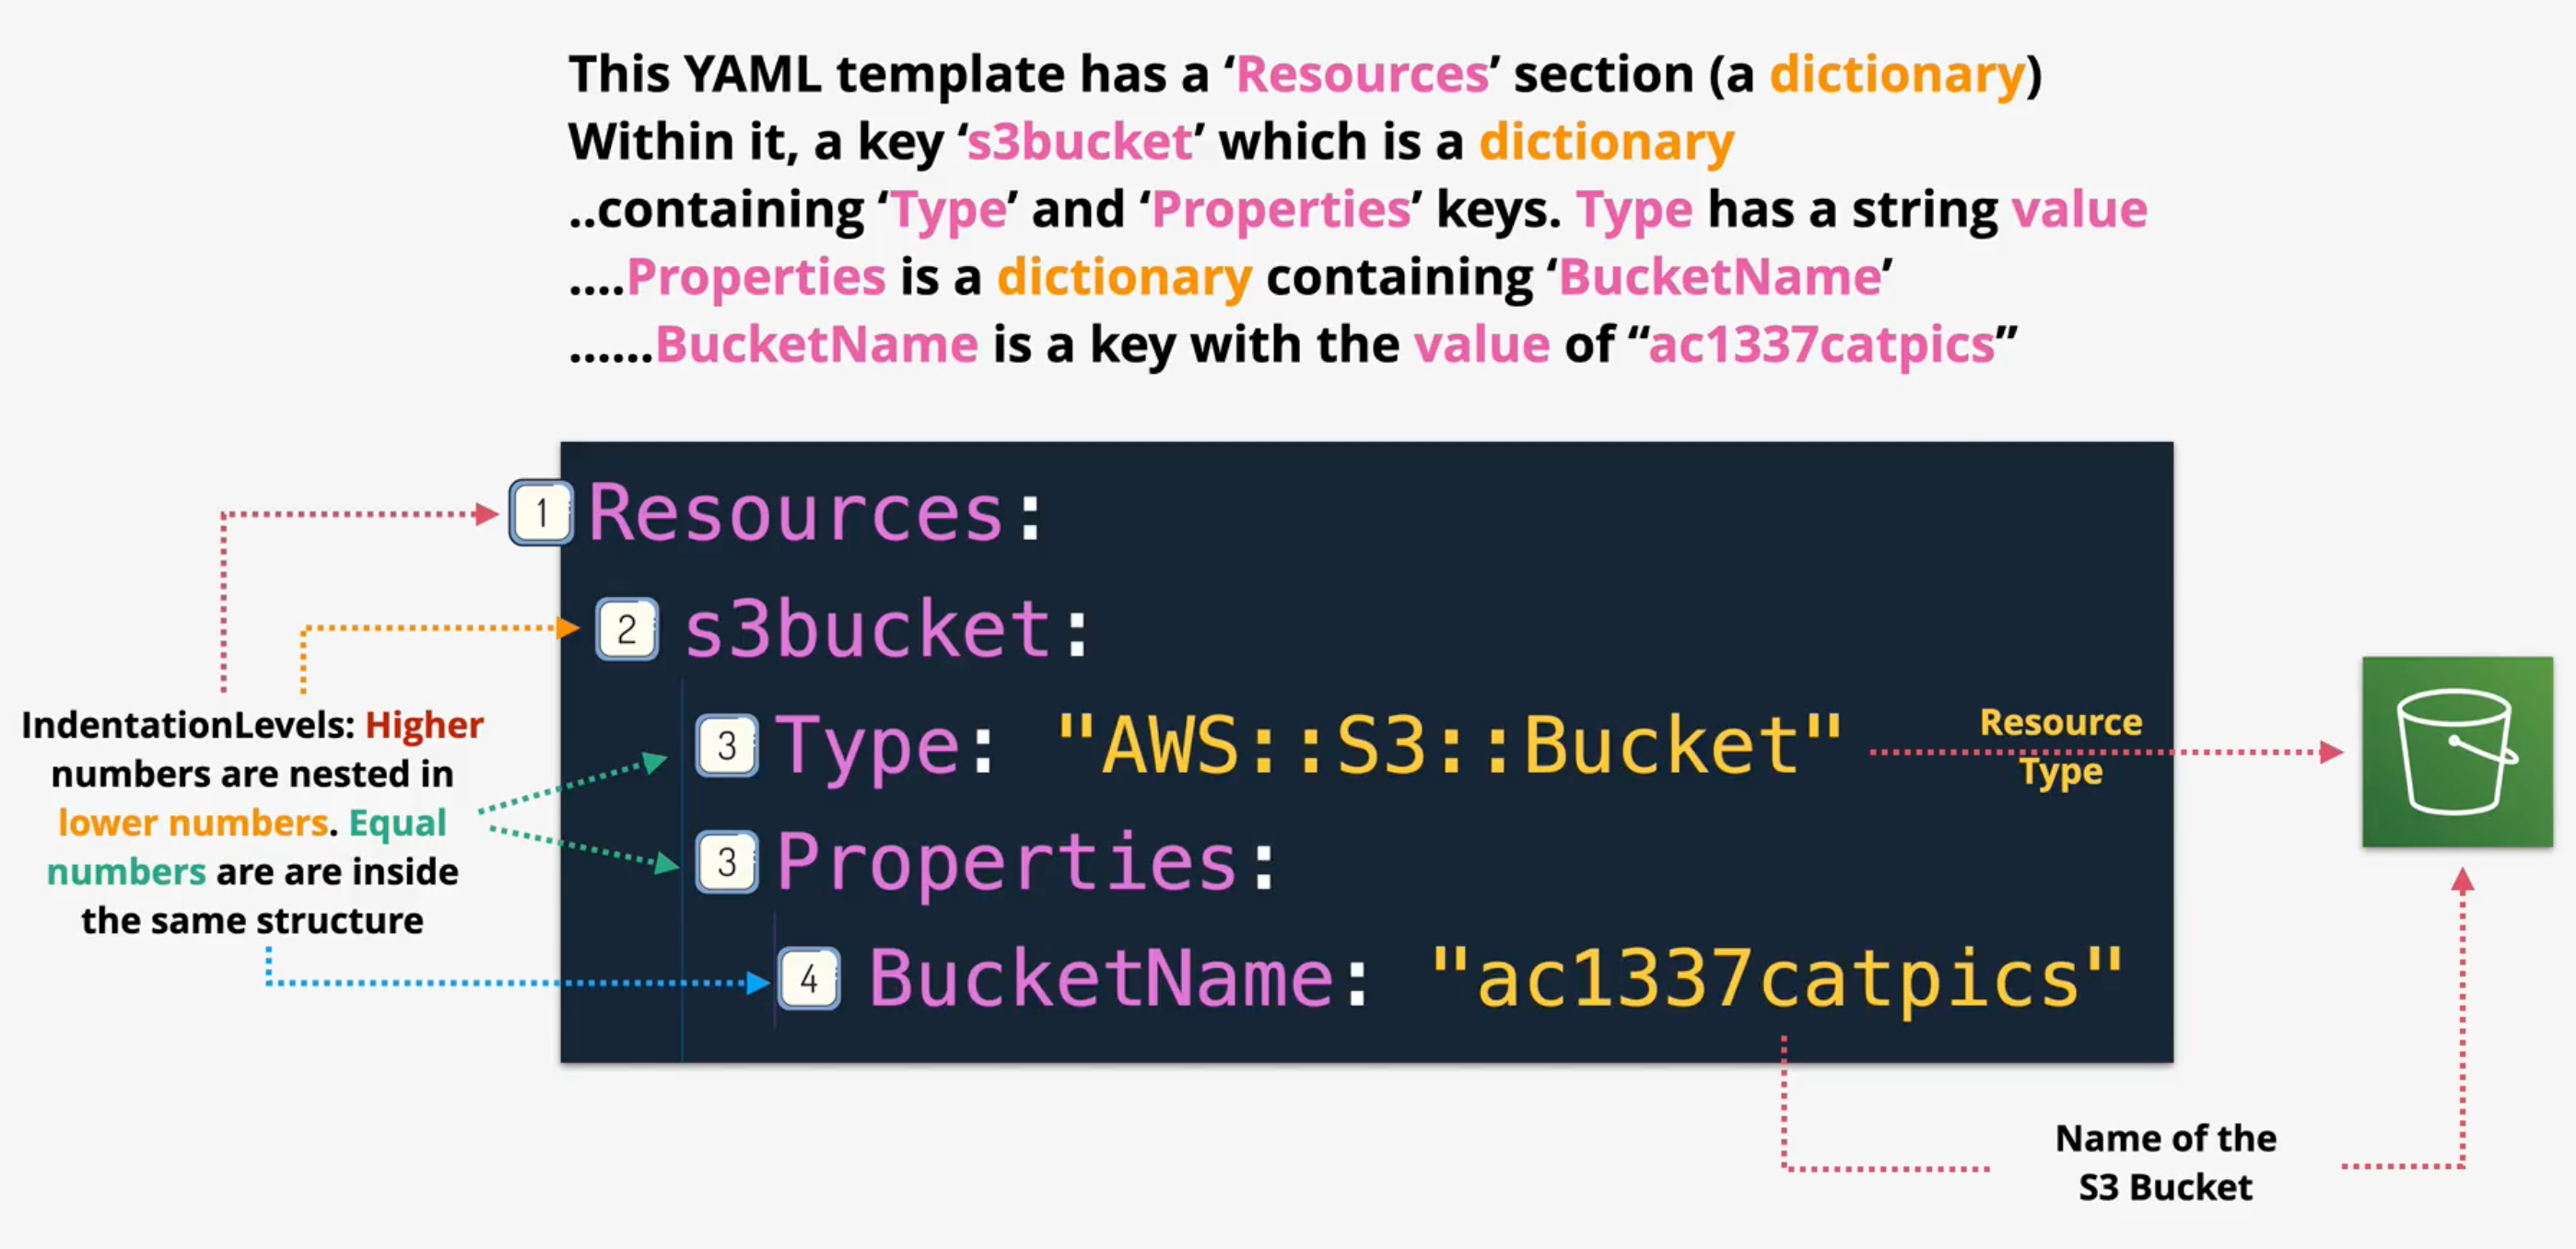 This YAML template has a ‘Resources’ section (a dictionary)
Within it, a key ‘s3bucket’ which is a dictionary
..containing ‘Type’ and ‘Properties’ keys. Type has a string value
....Properties is a dictionary containing ‘BucketName’
......BucketName is a key with the value of “ac1337catpics”
1 Resources:
2 s3bucket:
3 Type: "AWS::S3::Bucket"
3 Properties:
4 BucketName: "ac1337catpics"
IndentationLevels: Higher
numbers are nested in
lower numbers. Equal
numbers are are inside
the same structure
Resource
Type
Name of the
S3 Bucket